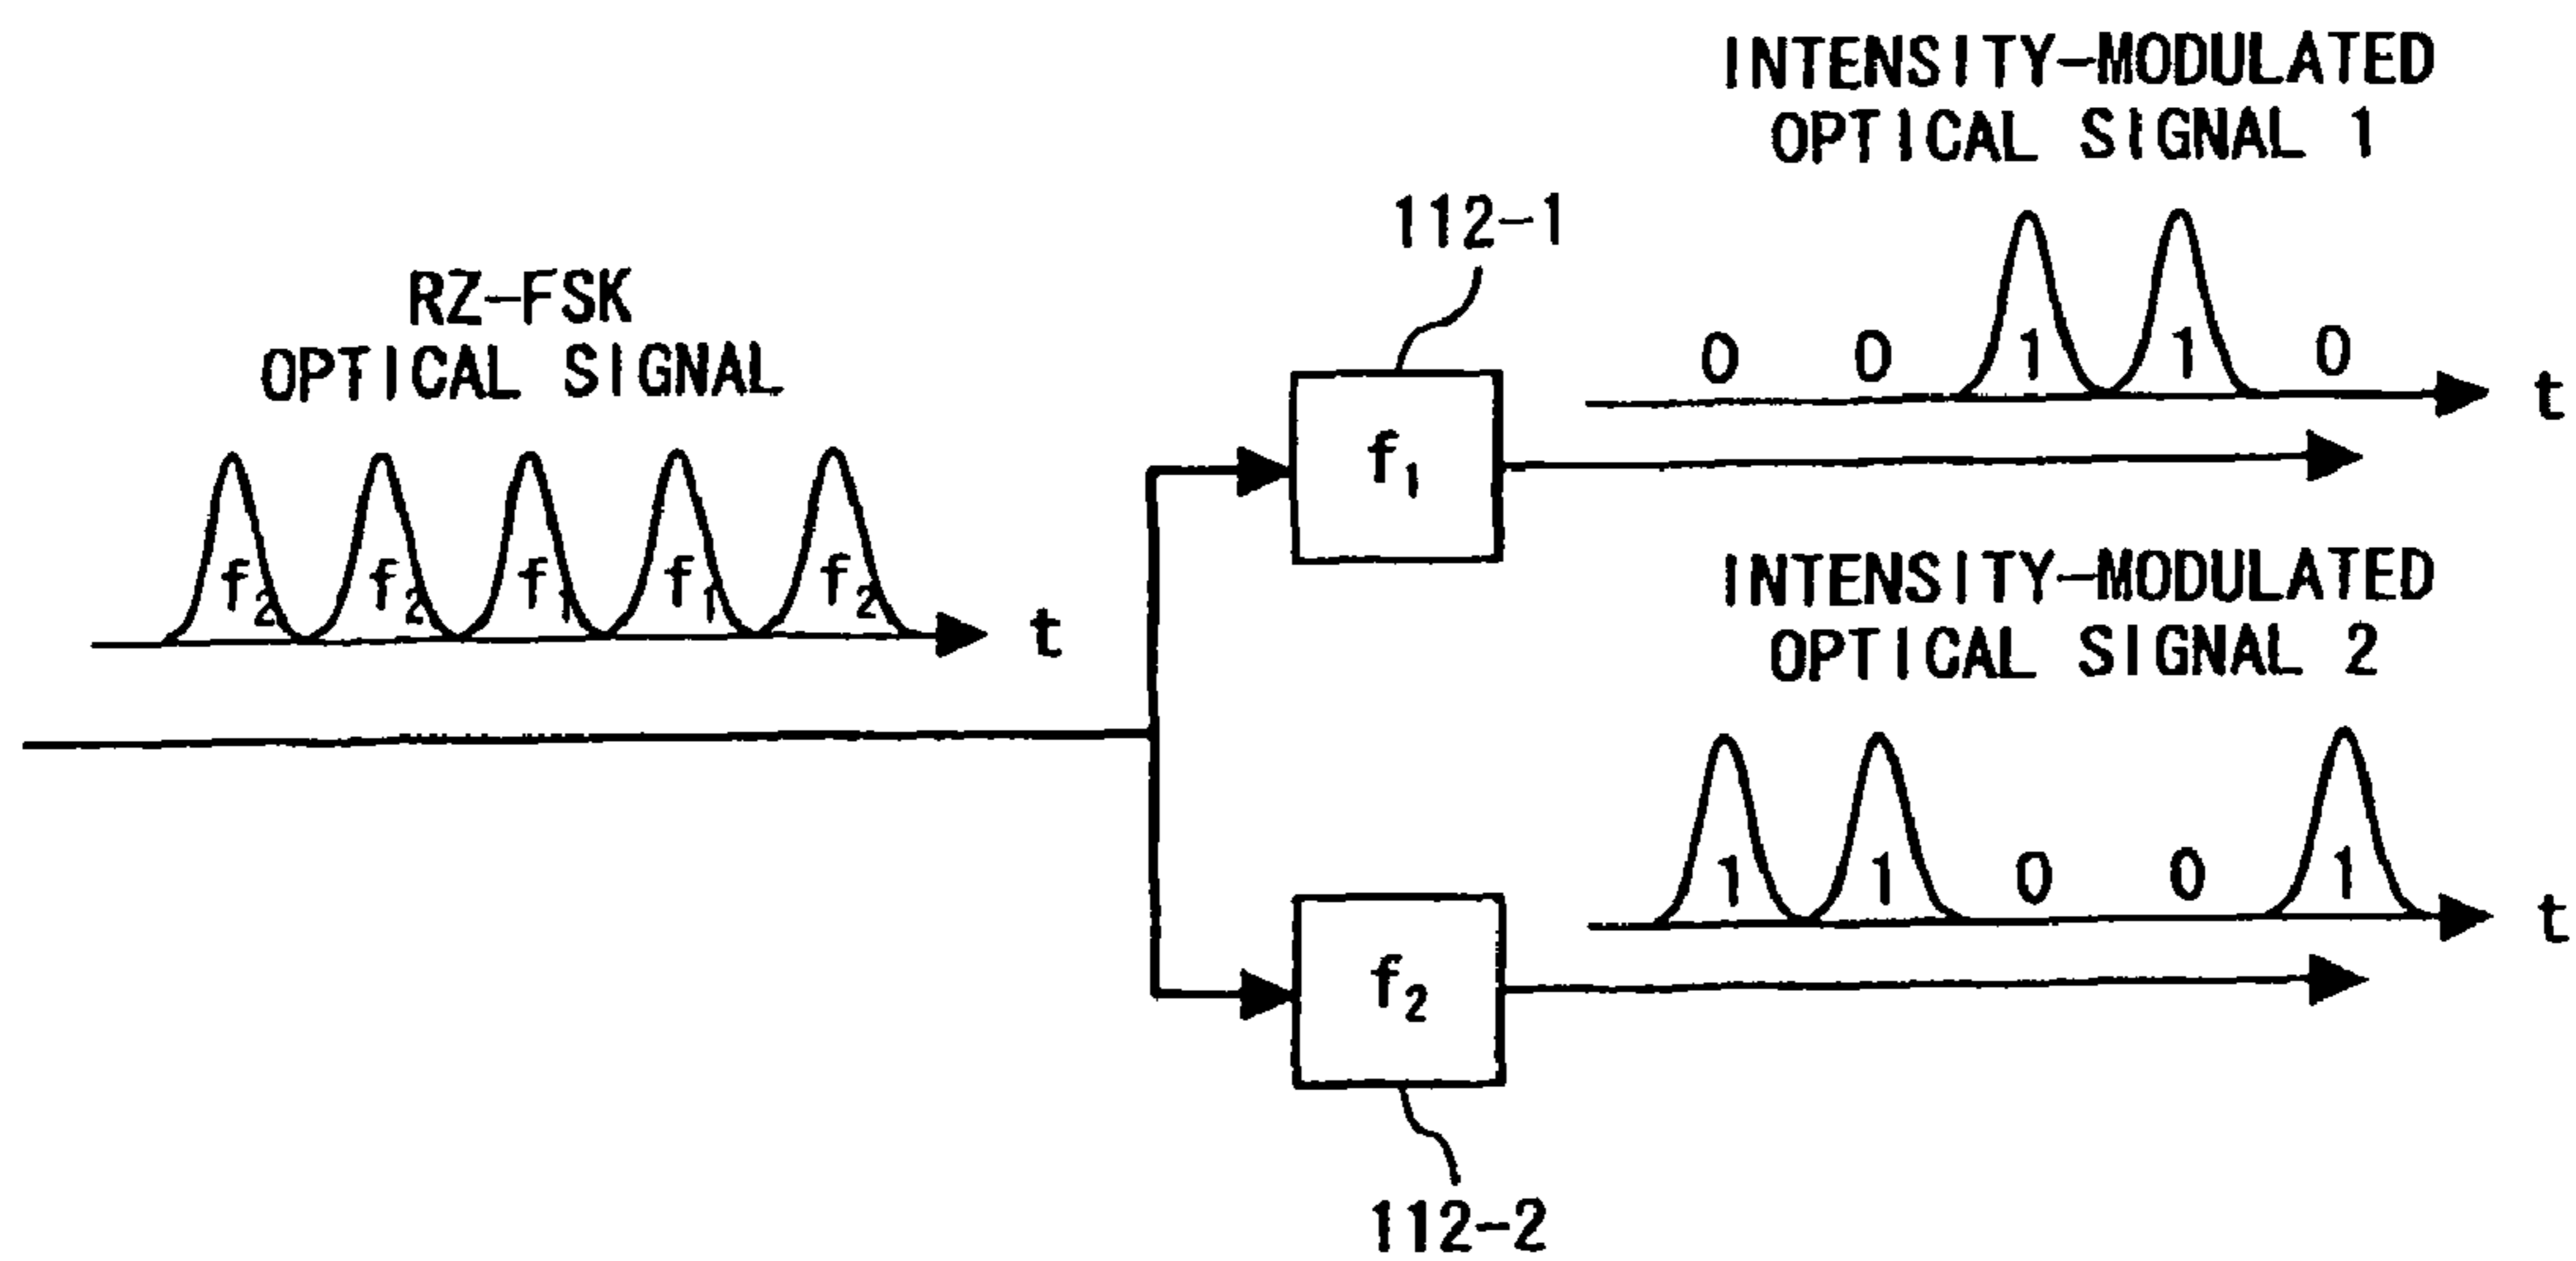 RZ-FSK
OPTICAL SIGNAL
f2 f2 f1 f1 f2
t
112-1
f1
INTENSITY-MODULATED
OPTICAL SIGNAL 1
0 0 1 1 0
t
INTENSITY-MODULATED
OPTICAL SIGNAL 2
1 1 0 0 1
t
f2
112-2